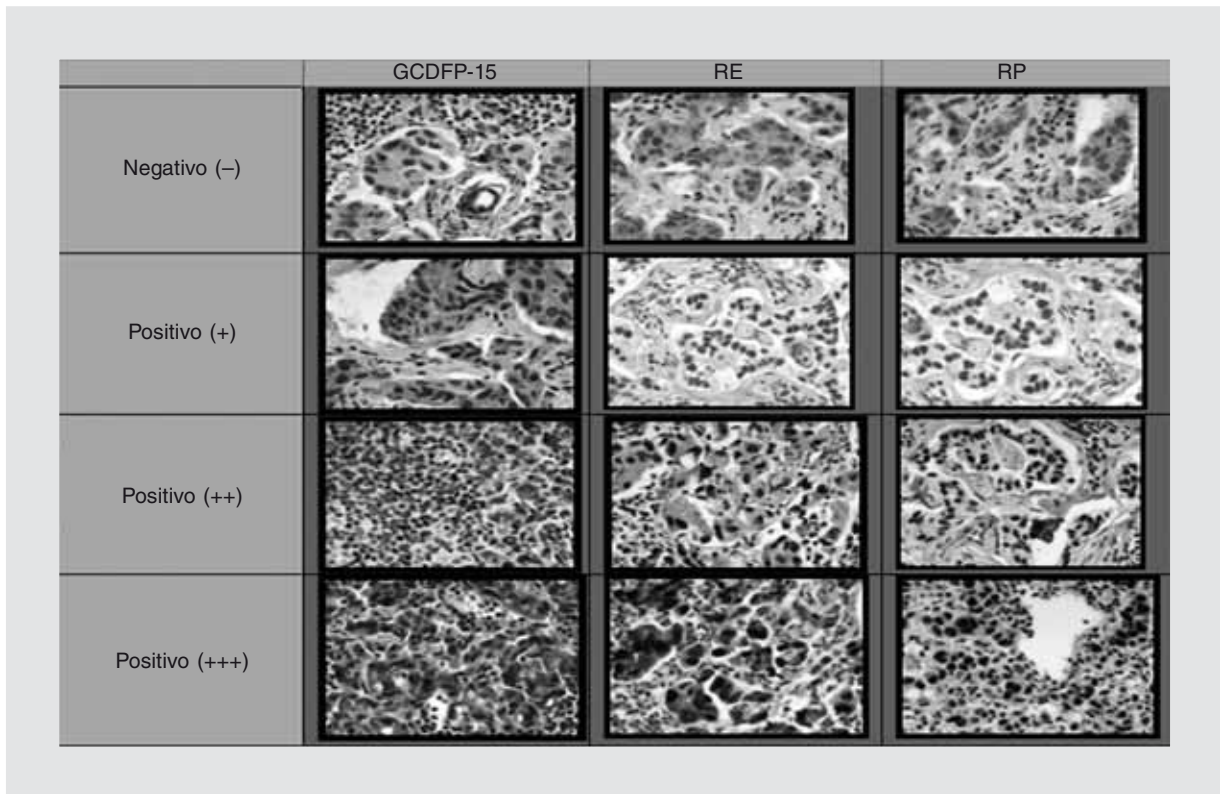 GCDFP-15 RE RP
Negativo (–)
Positivo (+)
Positivo (++)
Positivo (+++)